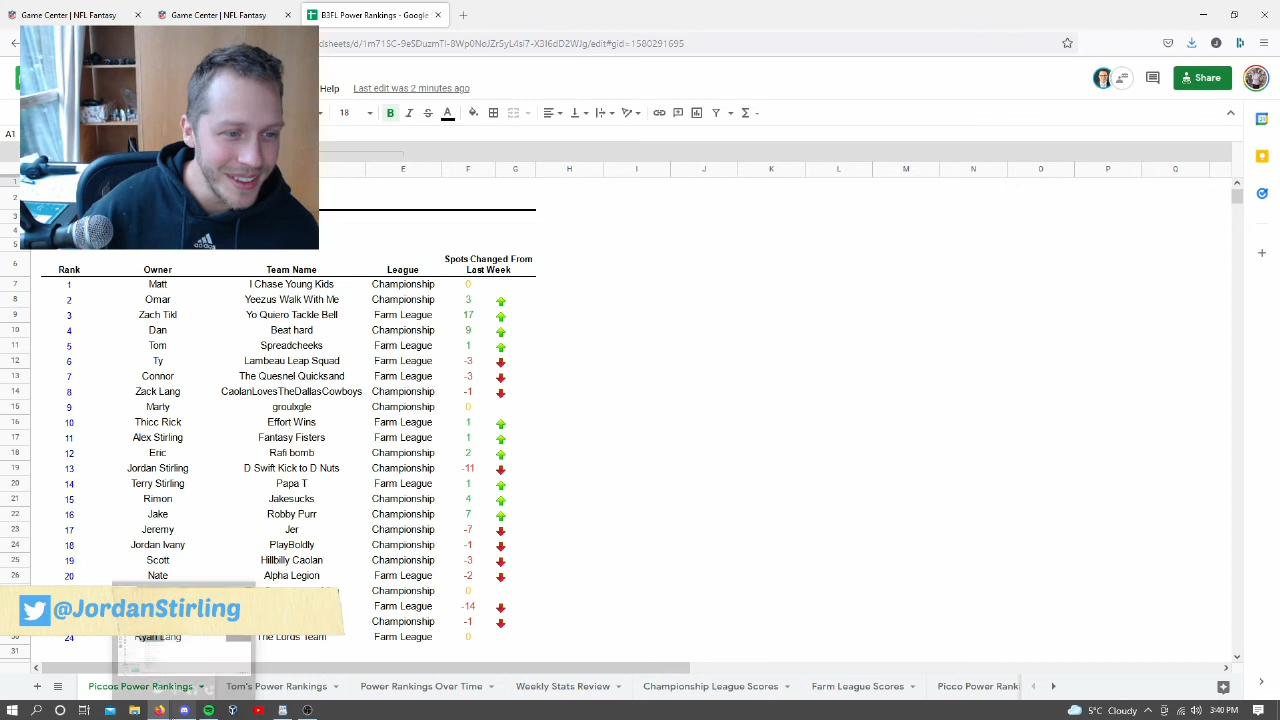 NFL Fantasy
Game Center | NFL Fantasy
Game Center | NFL Fantasy
B3FL Power Rankings - Google
Help Last edit was 2 minutes ago
Share
18 B A
A1
E F G H I J K L M N O P Q
Rank Owner Team Name League Spots Changed From Last Week
1 Matt I Chase Young Kids Championship 0
2 Omar Yeezus Walk With Me Championship 3
3 Zach Tikl Yo Quiero Tackle Bell Farm League 17
4 Dan Beat hard Championship 9
5 Tom Spreadcheeks Farm League 1
6 Ty Lambeau Leap Squad Farm League -3
7 Connor The Quesnel Quicksand Farm League -3
8 Zack Lang CaolanLovesTheDallasCowboys Championship -1
9 Marty groulxgle Championship 0
10 Thicc Rick Effort Wins Farm League 1
11 Alex Stirling Fantasy Fisters Farm League 1
12 Eric Rafi bomb Championship 2
13 Jordan Stirling D Swift Kick to D Nuts Championship -11
14 Terry Stirling Papa T Farm League 1
15 Rimon Jakesucks Championship 4
16 Jake Robby Purr Championship 7
17 Jeremy Jer Championship -7
18 Jordan Ivany PlayBoldly Championship -1
19 Scott Hillbilly Caolan Championship -3
20 Nate Alpha Legion Farm League -2
Championship 0
Farm League -14
Championship -1
24 Ryan Lang The Lords Team Farm League 0
@JordanStirling
Piccos Power Rankings Tom's Power Rankings Power Rankings Over Time Weekly Stats Review Championship League Scores Farm League Scores Picco Power Rank
5°C Cloudy 3:40 PM